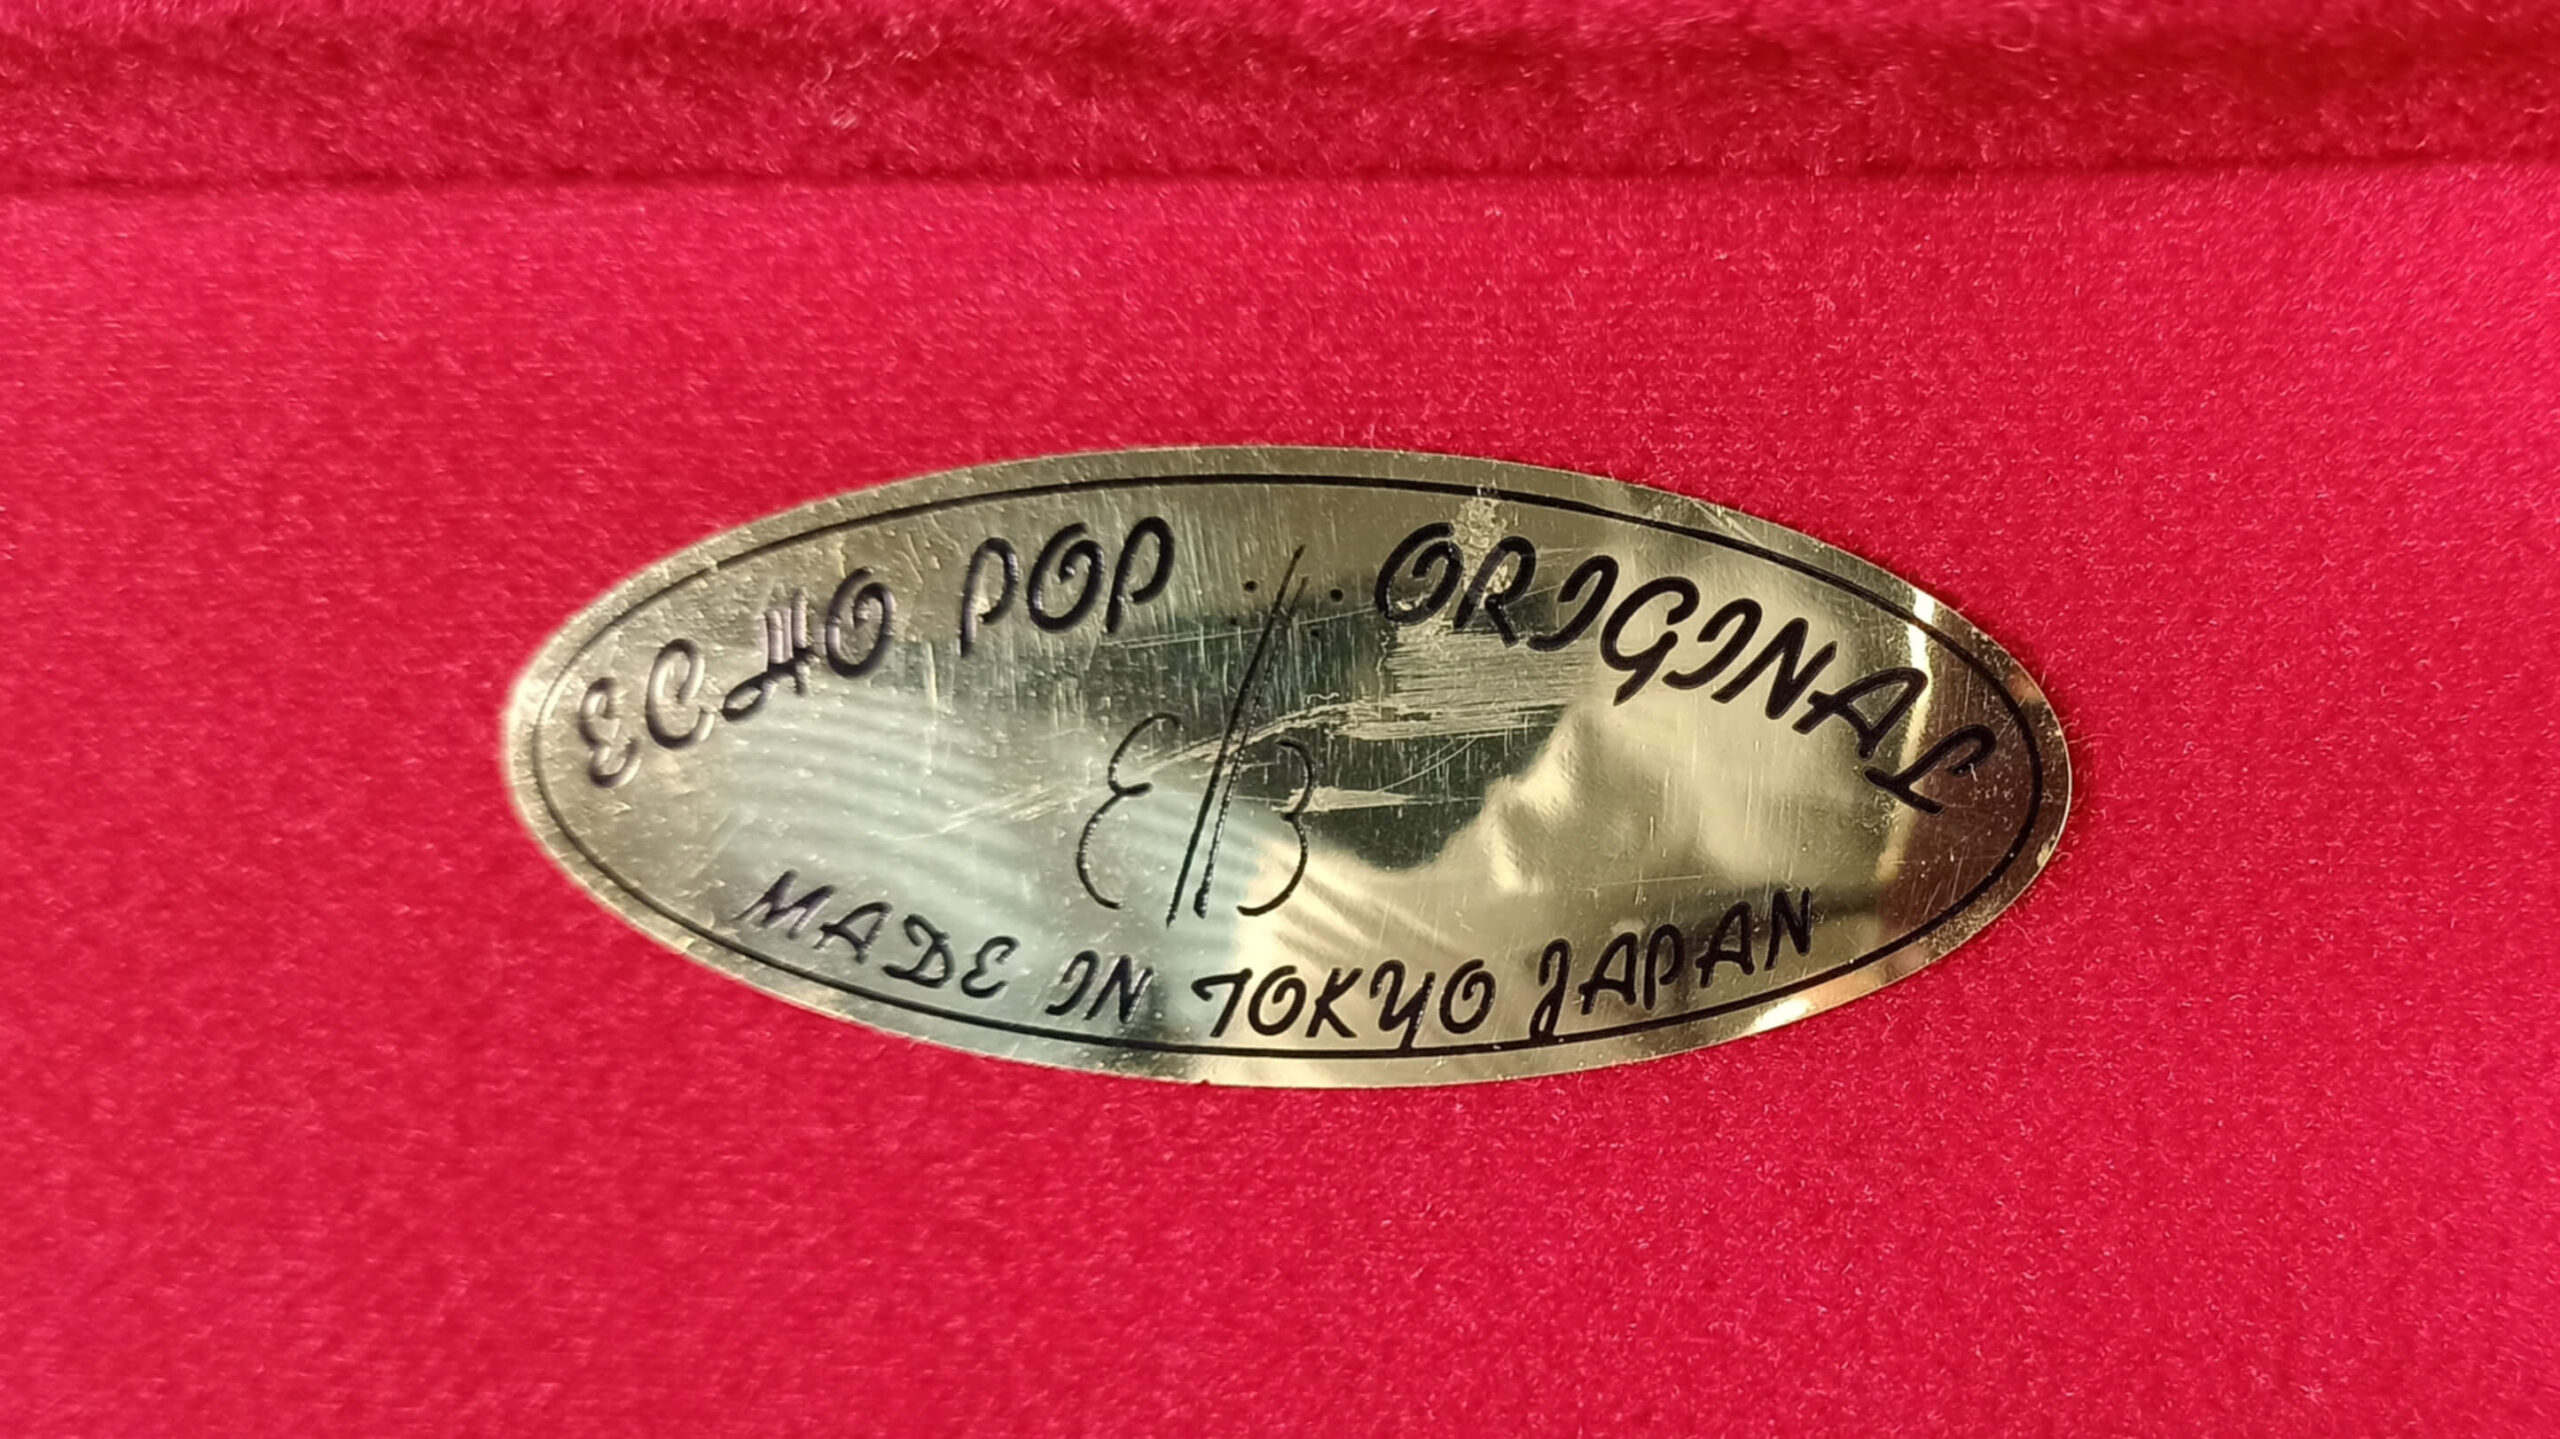 ECHO POP ORIGINAL
MADE IN TOKYO JAPAN